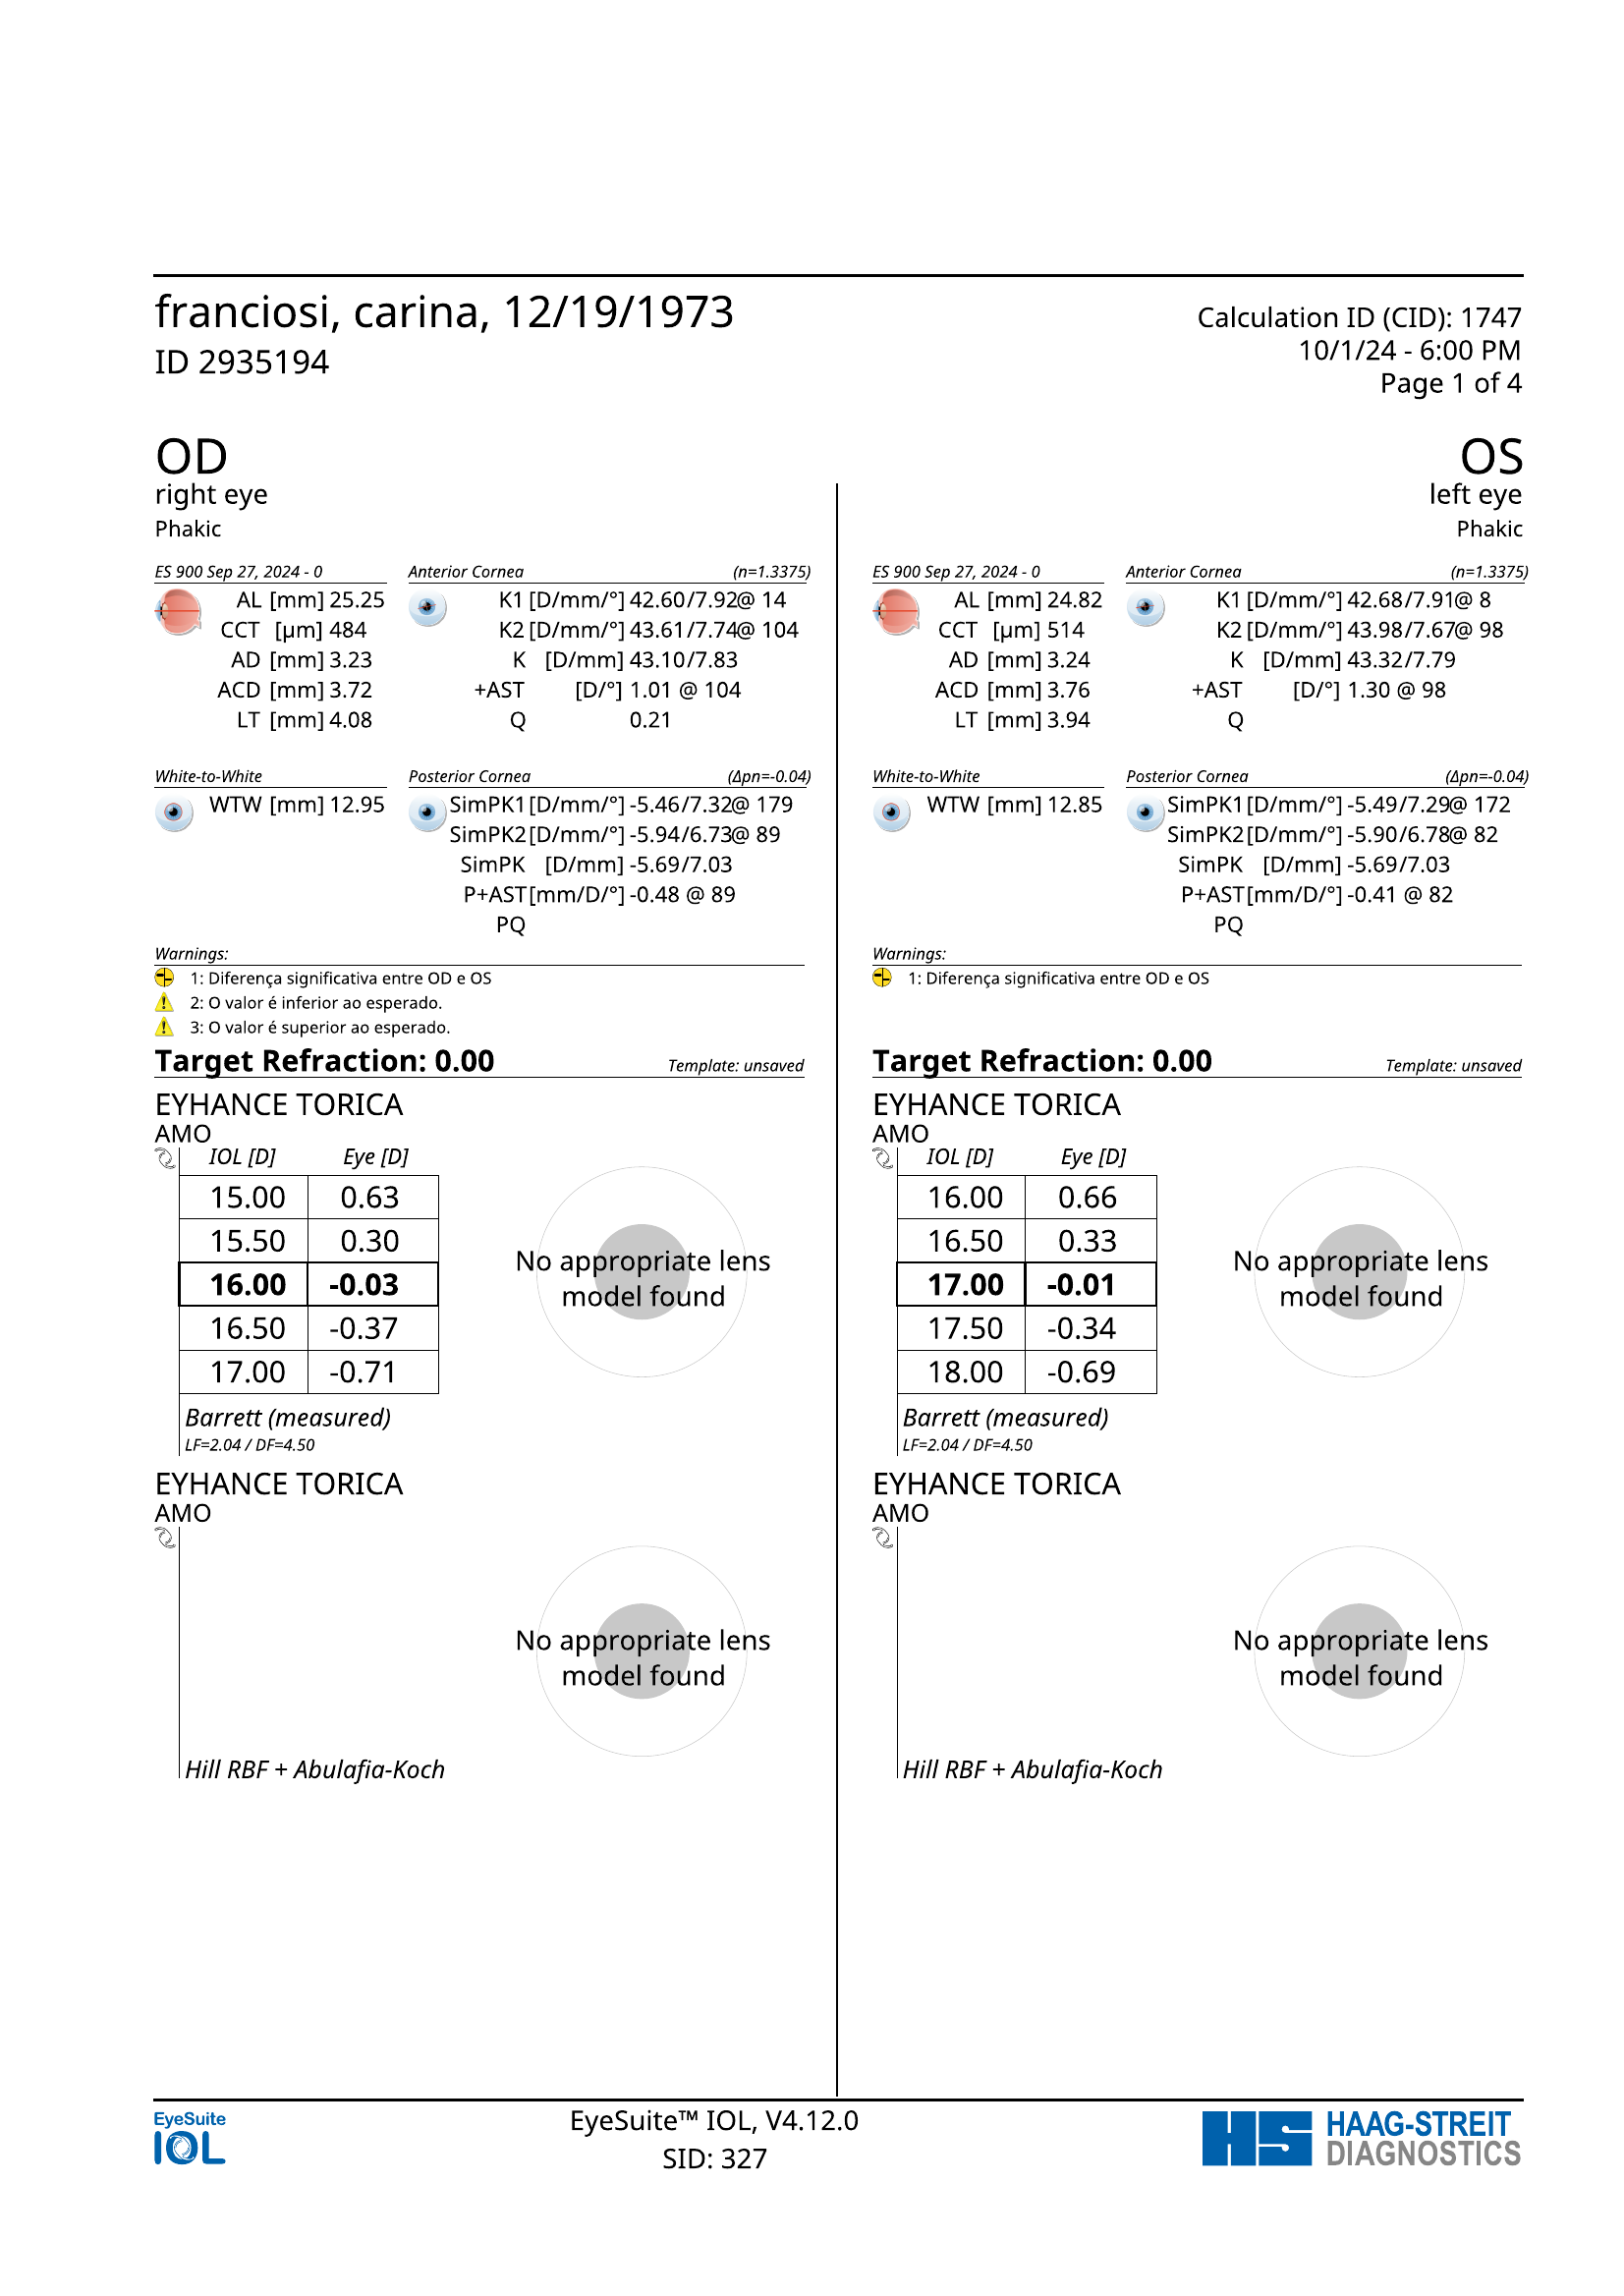 franciosi, carina, 12/19/1973
ID 2935194
Calculation ID (CID): 1747
10/1/24 - 6:00 PM
Page 1 of 4
OD
right eye
Phakic
ES 900 Sep 27, 2024 - 0
AL [mm] 25.25
CCT [µm] 484
AD [mm] 3.23
ACD [mm] 3.72
LT [mm] 4.08
Anterior Cornea (n=1.3375)
K1 [D/mm/°] 42.60/7.92@ 14
K2 [D/mm/°] 43.61/7.74@ 104
K [D/mm] 43.10/7.83
+AST [D/°] 1.01 @ 104
Q 0.21
White-to-White
WTW [mm] 12.95
Posterior Cornea (Δpn=-0.04)
SimPK1[D/mm/°] -5.46/7.32@ 179
SimPK2[D/mm/°] -5.94/6.73@ 89
SimPK [D/mm] -5.69/7.03
P+AST[mm/D/°] -0.48 @ 89
PQ
Warnings:
1: Diferença significativa entre OD e OS
2: O valor é inferior ao esperado.
3: O valor é superior ao esperado.
Target Refraction: 0.00 Template: unsaved
EYHANCE TORICA
AMO
IOL [D] Eye [D]
15.00 0.63
15.50 0.30
16.00 -0.03
16.50 -0.37
17.00 -0.71
No appropriate lens
model found
Barrett (measured)
LF=2.04 / DF=4.50
EYHANCE TORICA
AMO
No appropriate lens
model found
Hill RBF + Abulafia-Koch
OS
left eye
Phakic
ES 900 Sep 27, 2024 - 0
AL [mm] 24.82
CCT [µm] 514
AD [mm] 3.24
ACD [mm] 3.76
LT [mm] 3.94
Anterior Cornea (n=1.3375)
K1 [D/mm/°] 42.68/7.91@ 8
K2 [D/mm/°] 43.98/7.67@ 98
K [D/mm] 43.32/7.79
+AST [D/°] 1.30 @ 98
Q
White-to-White
WTW [mm] 12.85
Posterior Cornea (Δpn=-0.04)
SimPK1[D/mm/°] -5.49/7.29@ 172
SimPK2[D/mm/°] -5.90/6.78@ 82
SimPK [D/mm] -5.69/7.03
P+AST[mm/D/°] -0.41 @ 82
PQ
Warnings:
1: Diferença significativa entre OD e OS
Target Refraction: 0.00 Template: unsaved
EYHANCE TORICA
AMO
IOL [D] Eye [D]
16.00 0.66
16.50 0.33
17.00 -0.01
17.50 -0.34
18.00 -0.69
No appropriate lens
model found
Barrett (measured)
LF=2.04 / DF=4.50
EYHANCE TORICA
AMO
No appropriate lens
model found
Hill RBF + Abulafia-Koch
EyeSuite
IOL
EyeSuite™ IOL, V4.12.0
SID: 327
HS HAAG-STREIT
DIAGNOSTICS